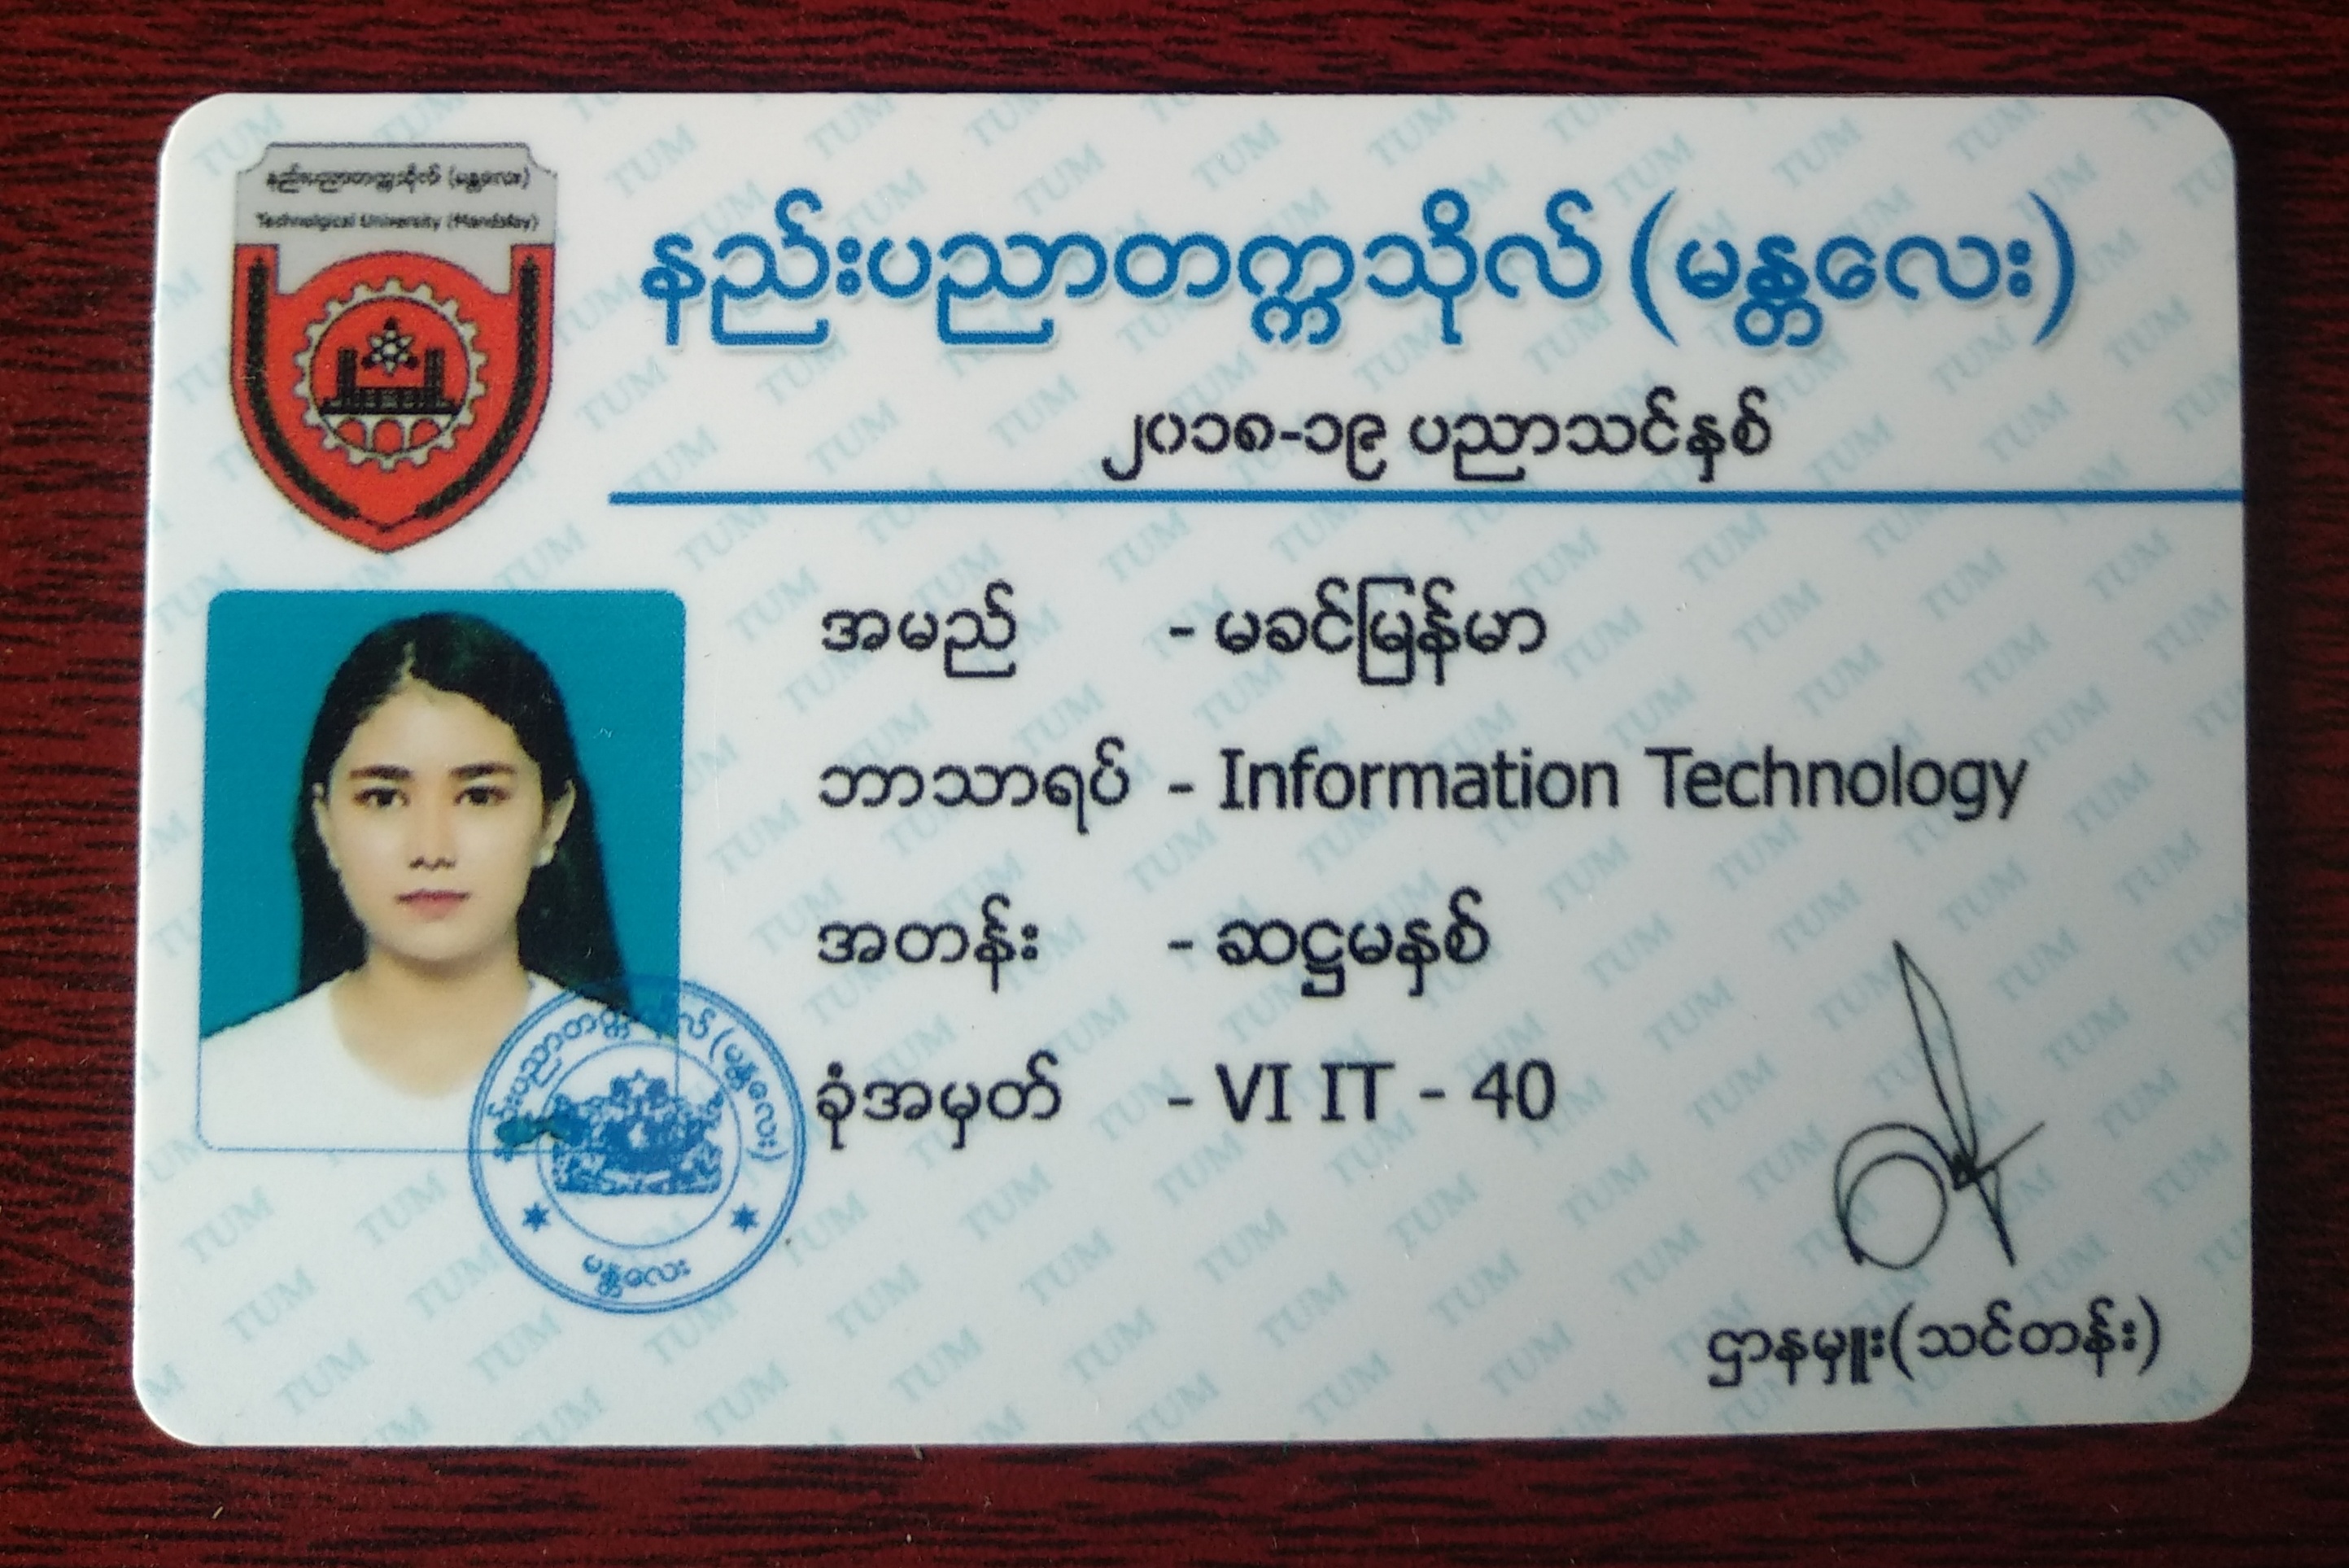 နည်းပညာတက္ကသိုလ် (မန္တလေး)
Technolgical University (Mandalay)
နည်းပညာတက္ကသိုလ် (မန္တလေး)
၂၀၁၈-၁၉ ပညာသင်နှစ်
အမည် - မခင်မြန်မာ
ဘာသာရပ် - Information Technology
အတန်း - ဆဋ္ဌမနှစ်
ခုံအမှတ် - VI IT - 40
နည်းပညာတက္ကသိုလ် (မန္တလေး)
မန္တလေး
ဌာနမှူး(သင်တန်း)
TUM